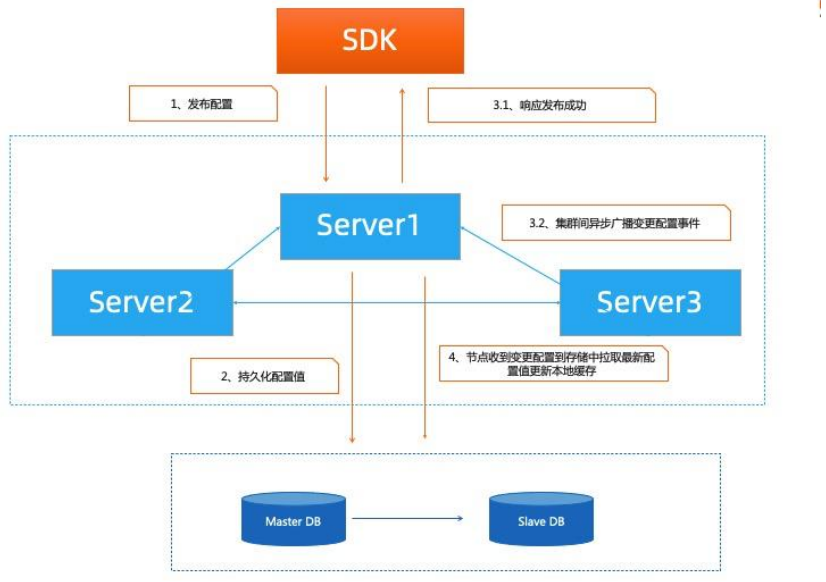 SDK
1、发布配置
3.1、响应发布成功
Server1
3.2、集群间异步广播变更配置事件
Server2
Server3
2、持久化配置值
4、节点收到变更配置到存储中拉取最新配
置值更新本地缓存
Master DB
Slave DB